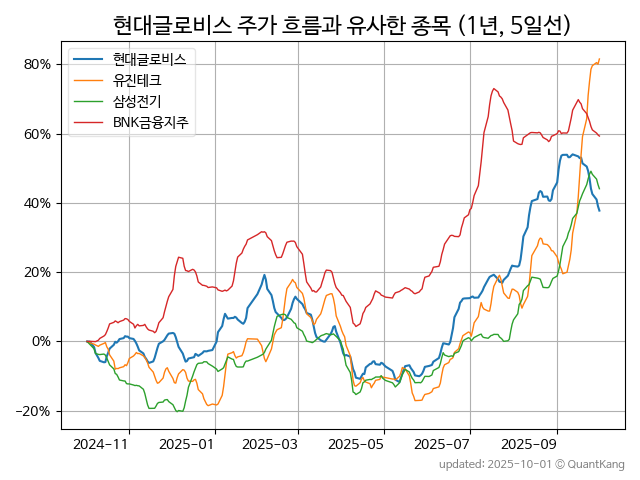 현대글로비스 주가 흐름과 유사한 종목 (1년, 5일선)
현대글로비스
유진테크
삼성전기
BNK금융지주
80%
60%
40%
20%
0%
−20%
2024-11
2025-01
2025-03
2025-05
2025-07
2025-09
updated: 2025-10-01 © QuantKang